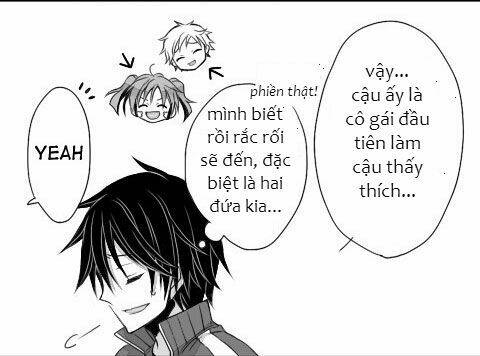 vậy...
cậu ấy là
cô gái đầu
tiên làm
cậu thấy
thích...
phiền thật!
mình biết
rồi rắc rối
sẽ đến, đặc
biệt là hai
đứa kia...
YEAH